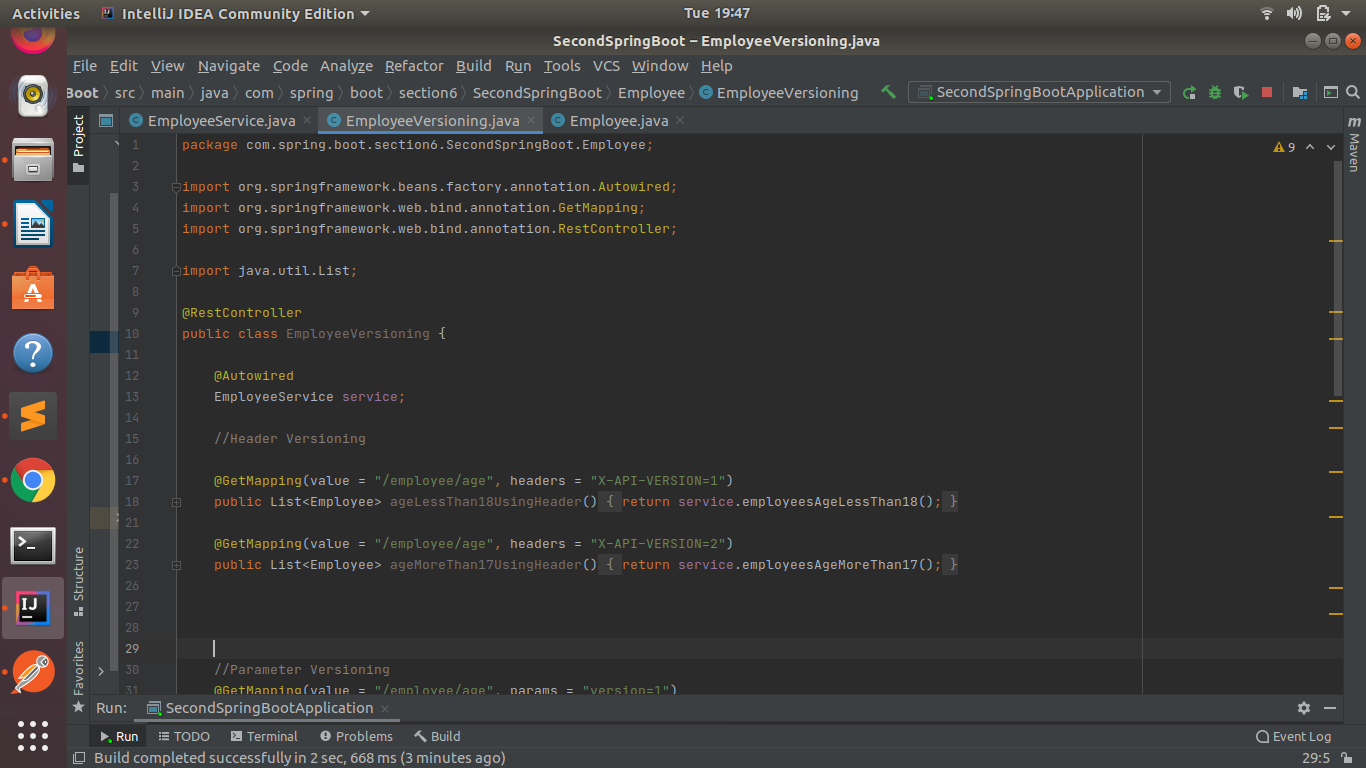 Activities IntelliJ IDEA Community Edition Tue 19:47
SecondSpringBoot – EmployeeVersioning.java
File Edit View Navigate Code Analyze Refactor Build Run Tools VCS Window Help
Boot src main java com spring boot section6 SecondSpringBoot Employee EmployeeVersioning SecondSpringBootApplication
EmployeeService.java EmployeeVersioning.java Employee.java
Project
Structure
Favorites
m Maven
9
1 package com.spring.boot.section6.SecondSpringBoot.Employee;
2
3 import org.springframework.beans.factory.annotation.Autowired;
4 import org.springframework.web.bind.annotation.GetMapping;
5 import org.springframework.web.bind.annotation.RestController;
6
7 import java.util.List;
8
9 @RestController
10 public class EmployeeVersioning {
11
12 @Autowired
13 EmployeeService service;
14
15 //Header Versioning
16
17 @GetMapping(value = "/employee/age", headers = "X-API-VERSION=1")
18 public List<Employee> ageLessThan18UsingHeader() { return service.employeesAgeLessThan18(); }
21
22 @GetMapping(value = "/employee/age", headers = "X-API-VERSION=2")
23 public List<Employee> ageMoreThan17UsingHeader() { return service.employeesAgeMoreThan17(); }
26
27
28
29
30 //Parameter Versioning
31 @GetMapping(value = "/employee/age", params = "version=1")
Run: SecondSpringBootApplication
Run TODO Terminal Problems Build Event Log
Build completed successfully in 2 sec, 668 ms (3 minutes ago) 29:5